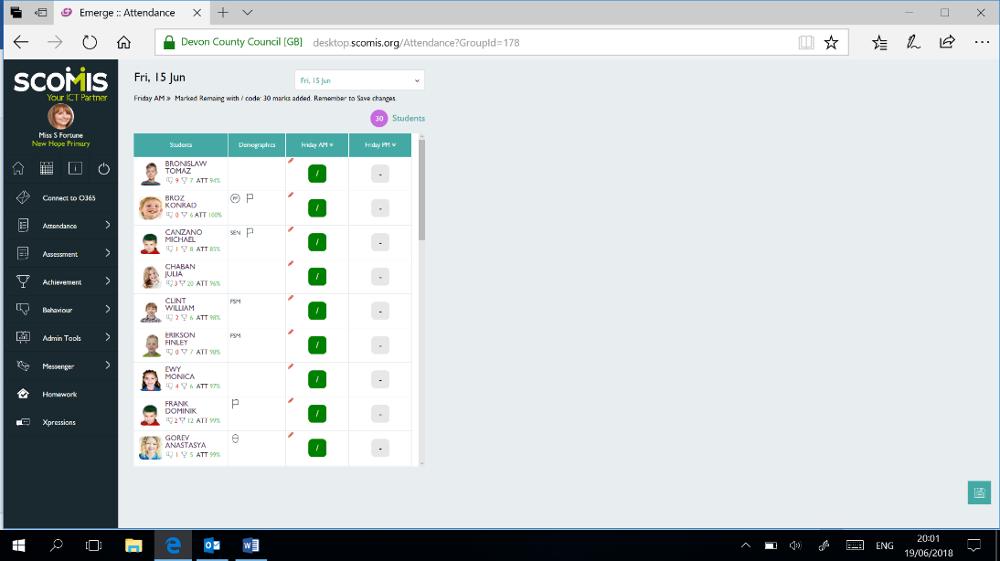 Emerge :: Attendance
Devon County Council [GB] desktop.scomis.org/Attendance?GroupId=178
SCOMIS
Your ICT Partner
Miss S Fortune
New Hope Primary
Connect to O365
Attendance
Assessment
Achievement
Behaviour
Admin Tools
Messenger
Homework
Xpressions
Fri, 15 Jun
Fri, 15 Jun
Friday AM » Marked Remaing with / code: 30 marks added. Remember to Save changes.
30 Students
Students Demographics Friday AM Friday PM
BRONISLAW
TOMAZ
9 7 ATT 94%
/ -
BROZ
KONRAD
0 6 ATT 100%
PP
/ -
CANZANO
MICHAEL
1 8 ATT 85%
SEN
/ -
CHABAN
JULIA
3 20 ATT 96%
/ -
CLINT
WILLIAM
2 6 ATT 98%
FSM
/ -
ERIKSON
FINLEY
0 7 ATT 98%
FSM
/ -
EWY
MONICA
4 6 ATT 97%
/ -
FRANK
DOMINIK
2 12 ATT 99%
/ -
GOREV
ANASTASYA
1 5 ATT 99%
/ -
ENG
20:01
19/06/2018